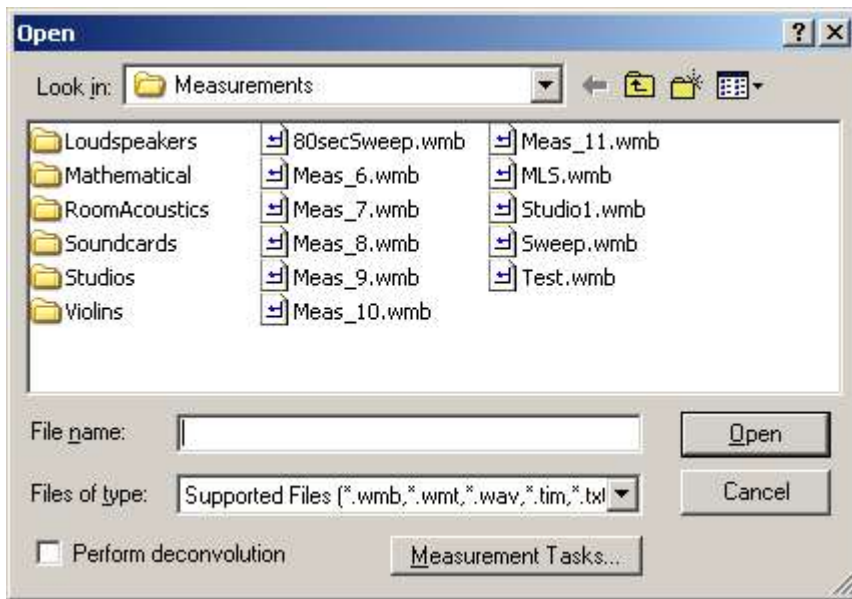 Open
Look in: Measurements
Loudspeakers 80secSweep.wmb Meas_11.wmb
Mathematical Meas_6.wmb MLS.wmb
RoomAcoustics Meas_7.wmb Studio1.wmb
Soundcards Meas_8.wmb Sweep.wmb
Studios Meas_9.wmb Test.wmb
Violins Meas_10.wmb
File name: Open
Files of type: Supported Files (*.wmb,*.wmt,*.wav,*.tim,*.txt Cancel
Perform deconvolution Measurement Tasks...